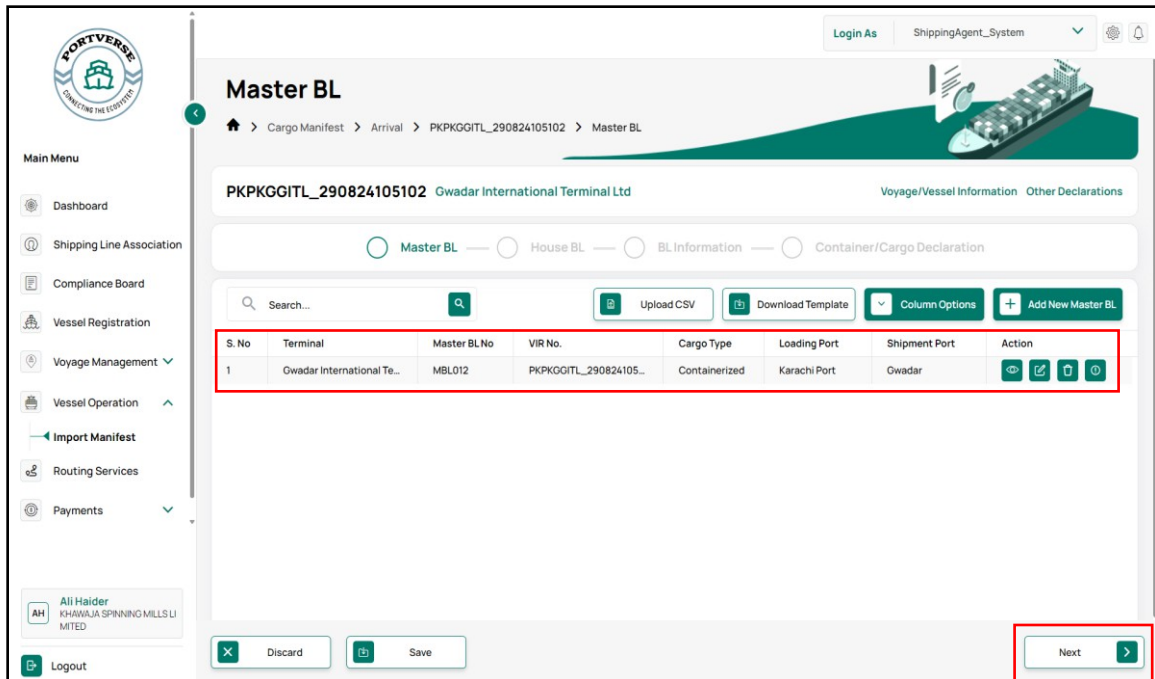 PORTVERSE
CONNECTING THE ECOSYSTEM
Login As ShippingAgent_System
Master BL
> Cargo Manifest > Arrival > PKPKGGITL_290824105102 > Master BL
Main Menu
Dashboard
Shipping Line Association
Compliance Board
Vessel Registration
Voyage Management
Vessel Operation
Import Manifest
Routing Services
Payments
AH Ali Haider
KHAWAJA SPINNING MILLS LI
MITED
Logout
PKPKGGITL_290824105102 Gwadar International Terminal Ltd Voyage/Vessel Information Other Declarations
Master BL House BL BL Information Container/Cargo Declaration
Search... Upload CSV Download Template Column Options Add New Master BL
S. No Terminal Master BL No VIR No. Cargo Type Loading Port Shipment Port Action
1 Gwadar International Te... MBL012 PKPKGGITL_290824105... Containerized Karachi Port Gwadar
Discard Save Next